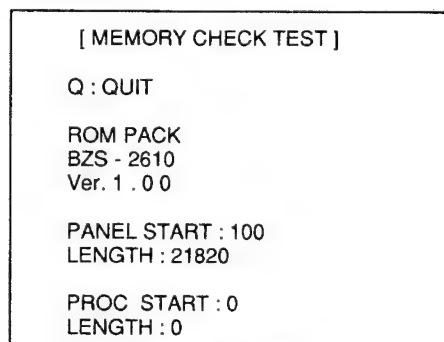 [ MEMORY CHECK TEST ]
Q : QUIT
ROM PACK
BZS - 2610
Ver. 1 . 0 0
PANEL START : 100
LENGTH : 21820
PROC START : 0
LENGTH : 0